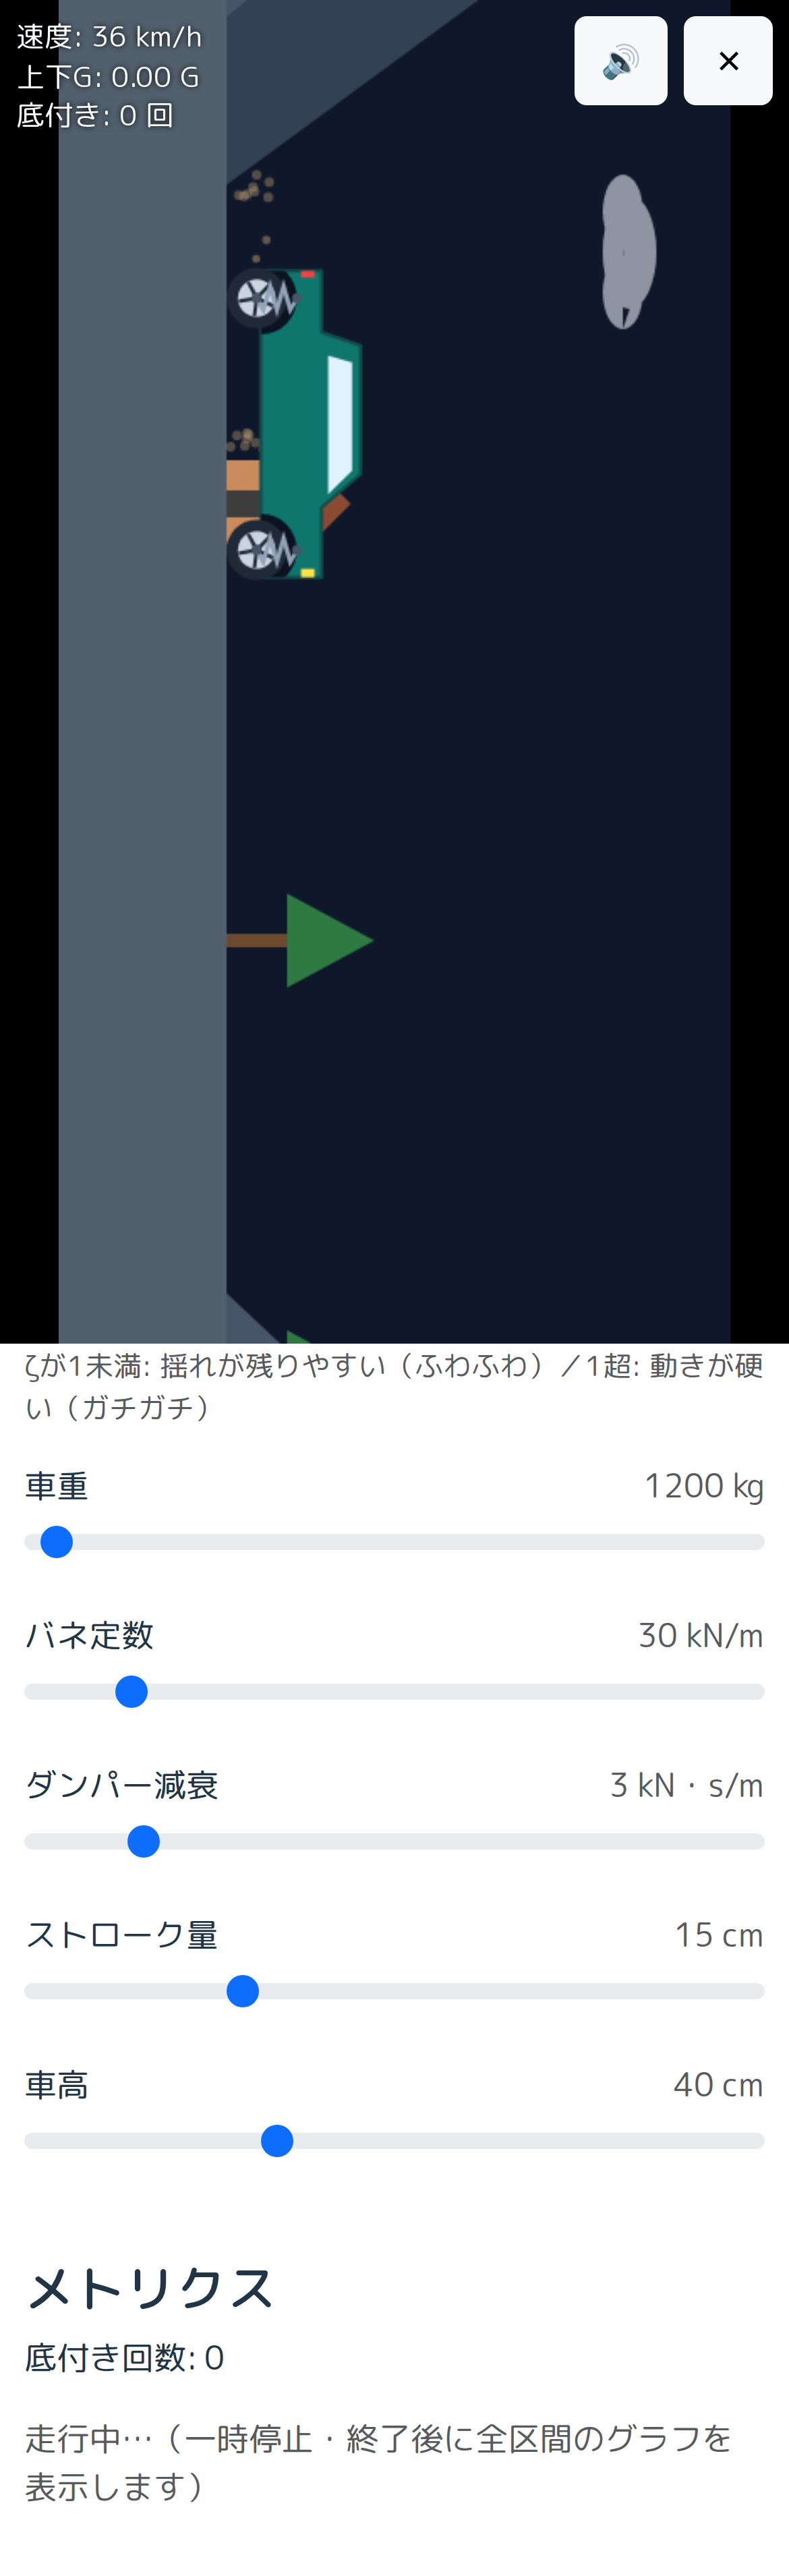 速度: 36 km/h
上下G: 0.00 G
底付き: 0 回
ζが1未満: 揺れが残りやすい（ふわふわ）／1超: 動きが硬
い（ガチガチ）
車重 1200 kg
バネ定数 30 kN/m
ダンパー減衰 3 kN・s/m
ストローク量 15 cm
車高 40 cm
メトリクス
底付き回数: 0
走行中…（一時停止・終了後に全区間のグラフを
表示します）